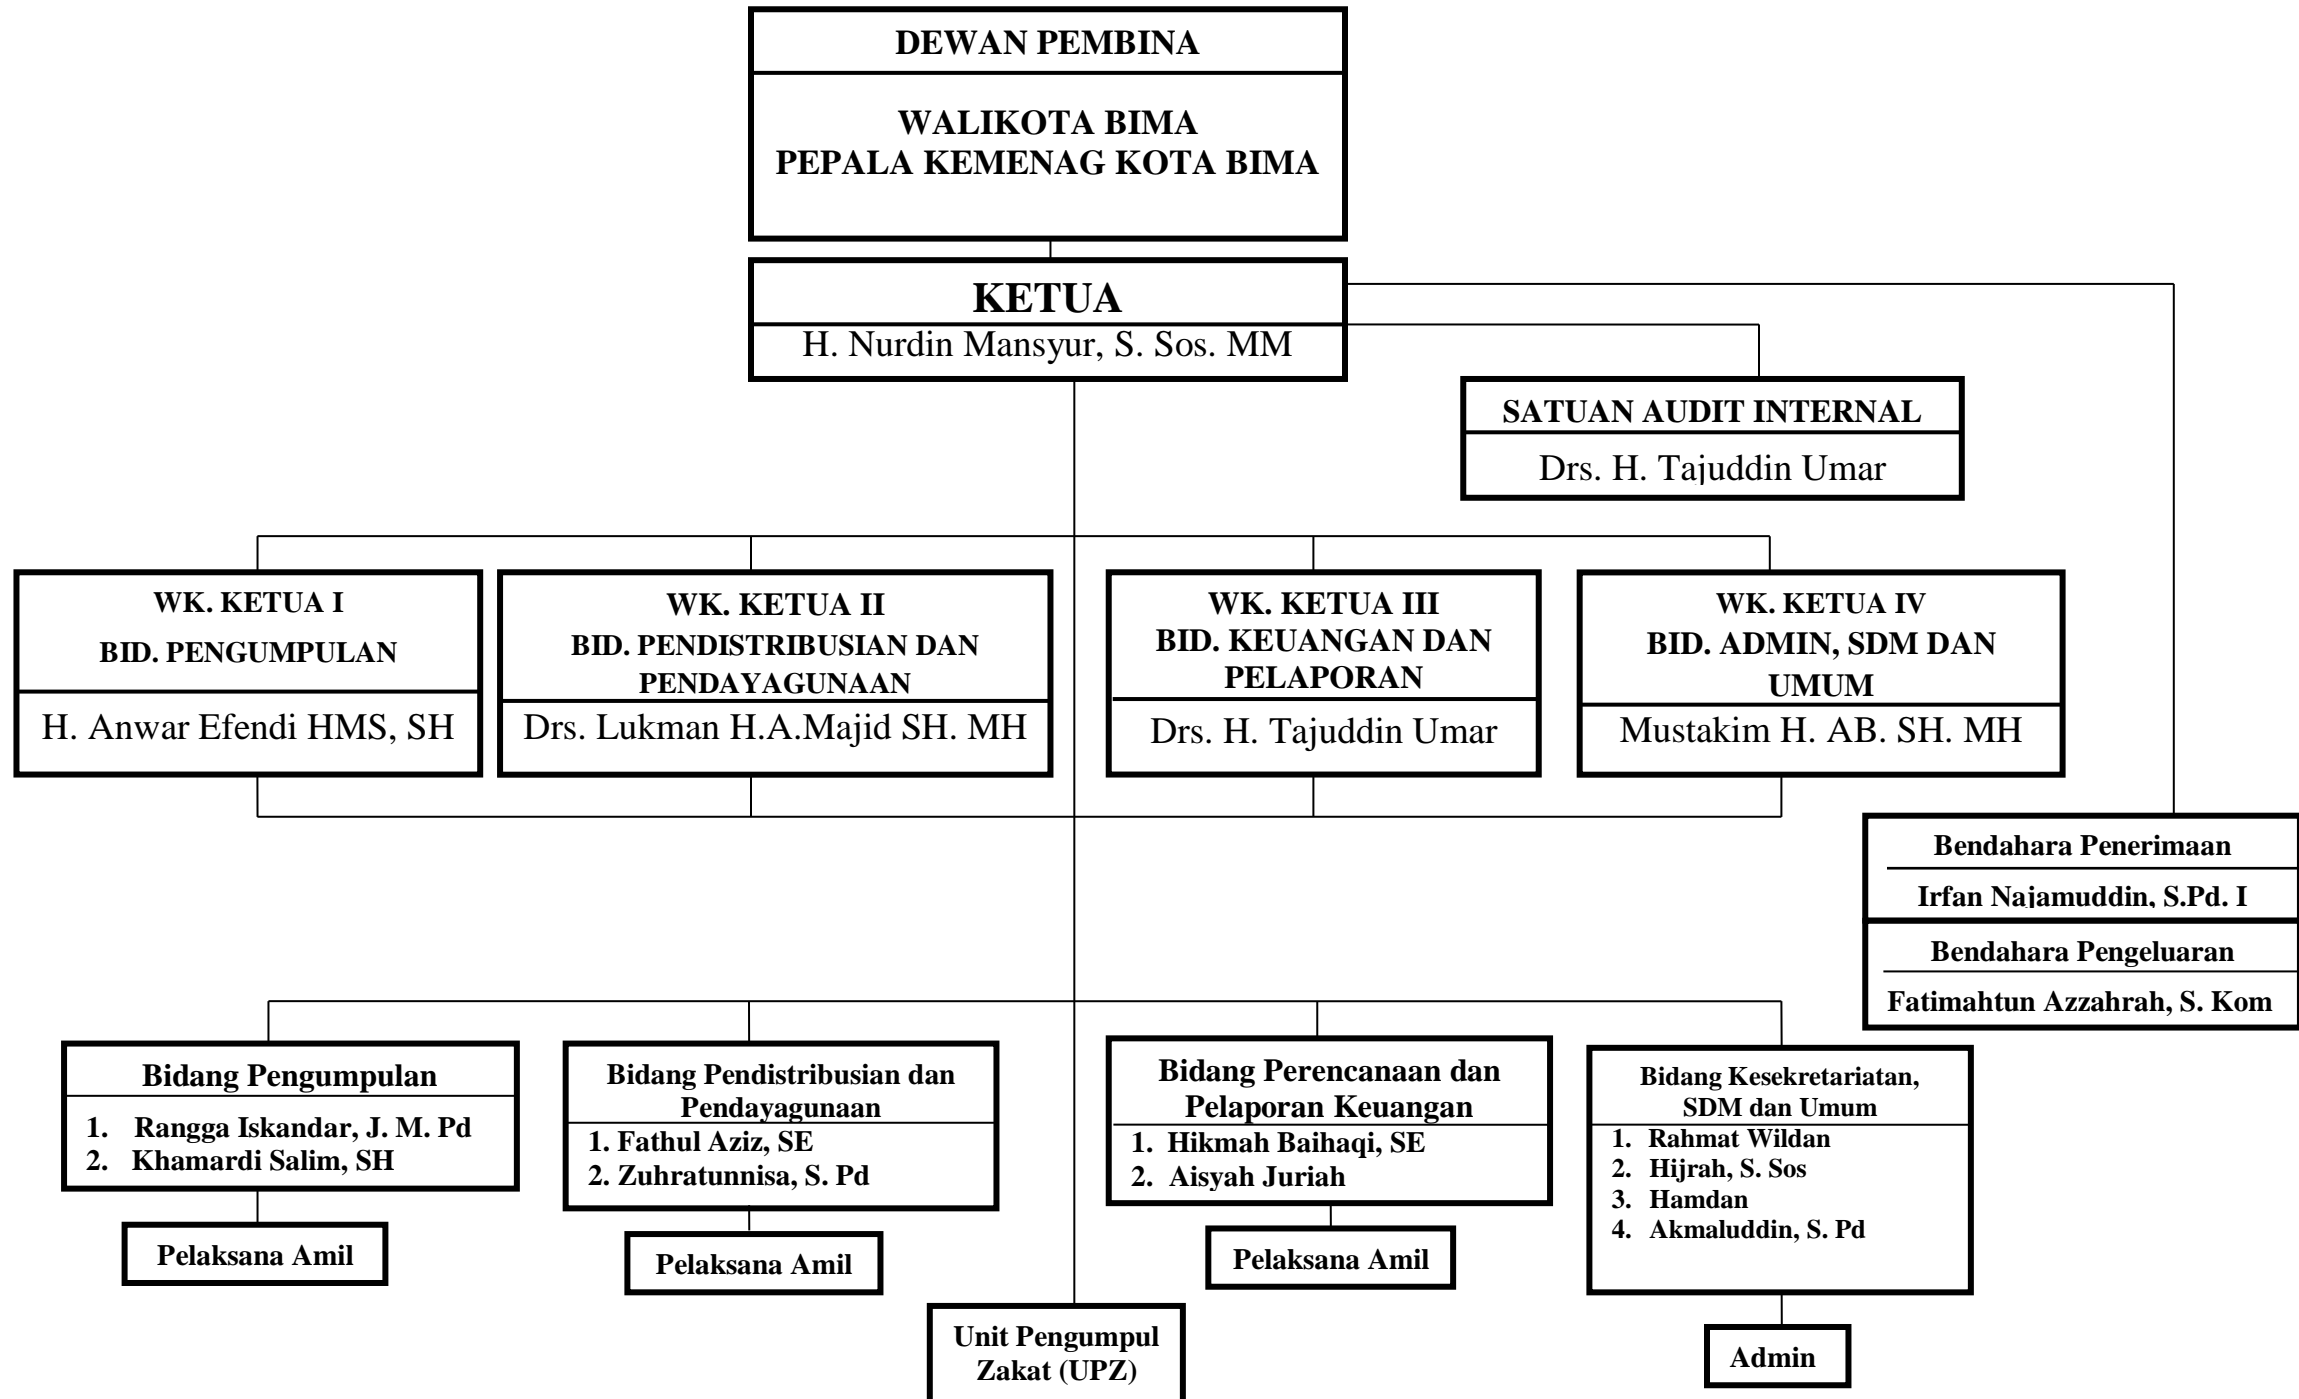 DEWAN PEMBINA
WALIKOTA BIMA
PEPALA KEMENAG KOTA BIMA
KETUA
H. Nurdin Mansyur, S. Sos. MM
SATUAN AUDIT INTERNAL
Drs. H. Tajuddin Umar
WK. KETUA I
BID. PENGUMPULAN
H. Anwar Efendi HMS, SH
WK. KETUA II
BID. PENDISTRIBUSIAN DAN
PENDAYAGUNAAN
Drs. Lukman H.A.Majid SH. MH
WK. KETUA III
BID. KEUANGAN DAN
PELAPORAN
Drs. H. Tajuddin Umar
WK. KETUA IV
BID. ADMIN, SDM DAN
UMUM
Mustakim H. AB. SH. MH
Bendahara Penerimaan
Irfan Najamuddin, S.Pd. I
Bendahara Pengeluaran
Fatimahtun Azzahrah, S. Kom
Bidang Pengumpulan
1. Rangga Iskandar, J. M. Pd
2. Khamardi Salim, SH
Pelaksana Amil
Bidang Pendistribusian dan
Pendayagunaan
1. Fathul Aziz, SE
2. Zuhratunnisa, S. Pd
Pelaksana Amil
Bidang Perencanaan dan
Pelaporan Keuangan
1. Hikmah Baihaqi, SE
2. Aisyah Juriah
Pelaksana Amil
Bidang Kesekretariatan,
SDM dan Umum
1. Rahmat Wildan
2. Hijrah, S. Sos
3. Hamdan
4. Akmaluddin, S. Pd
Admin
Unit Pengumpul
Zakat (UPZ)